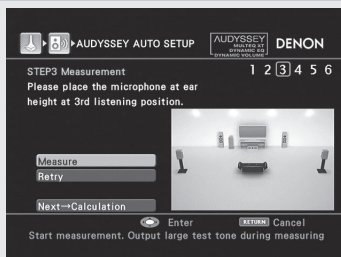 AUDYSSEY AUTO SETUP
AUDYSSEY
MULTEQ XT
DYNAMIC EQ
DYNAMIC VOLUME
DENON
STEP3 Measurement
1 2 3 4 5 6
Please place the microphone at ear
height at 3rd listening position.
Measure
Retry
Next→Calculation
Enter
RETURN Cancel
Start measurement. Output large test tone during measuring